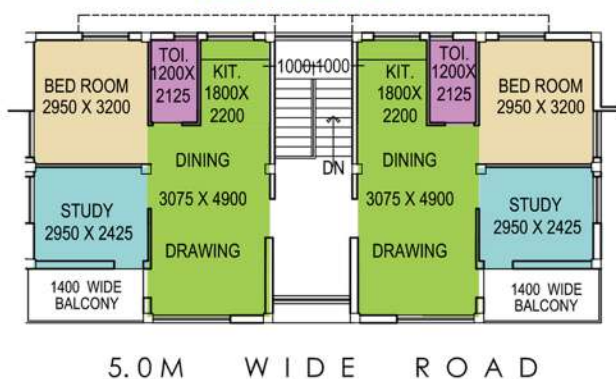 BED ROOM
2950 X 3200
TOI.
1200X
2125
KIT.
1800X
2200
1000 1000
KIT.
1800X
2200
TOI.
1200X
2125
BED ROOM
2950 X 3200
DINING
3075 X 4900
DRAWING
DN
DINING
3075 X 4900
DRAWING
STUDY
2950 X 2425
STUDY
2950 X 2425
1400 WIDE
BALCONY
1400 WIDE
BALCONY
5.0M WIDE ROAD